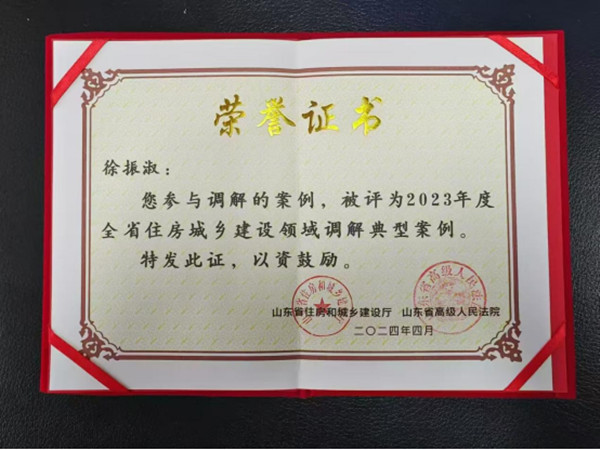 荣誉证书
徐振淑：
您参与调解的案例，被评为2023年度
全省住房城乡建设领域调解典型案例。
特发此证，以资鼓励。
山东省住房和城乡建设厅 山东省高级人民法院
二〇二四年四月